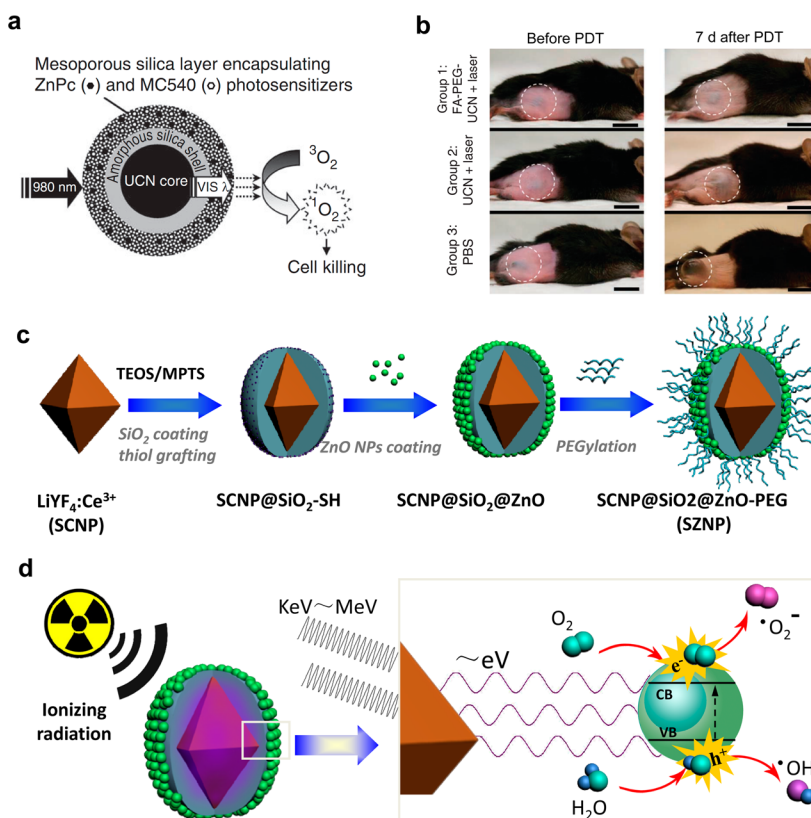 a
Mesoporous silica layer encapsulating
ZnPc (•) and MC540 (o) photosensitizers
Amorphous silica shell
980 nm
UCN core
VIS λ
³O₂
¹O₂
Cell killing
b
Before PDT
7 d after PDT
Group 1:
FA-PEG-
UCN + laser
Group 2:
UCN + laser
Group 3:
PBS
c
TEOS/MPTS
SiO₂ coating
thiol grafting
ZnO NPs coating
PEGylation
LiYF₄:Ce³⁺
(SCNP)
SCNP@SiO₂-SH
SCNP@SiO₂@ZnO
SCNP@SiO2@ZnO-PEG
(SZNP)
d
KeV～MeV
Ionizing
radiation
～eV
O₂
e⁻
•O₂⁻
CB
VB
h⁺
•OH
H₂O